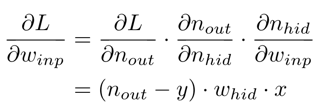 ∂L/∂w_inp = ∂L/∂n_out · ∂n_out/∂n_hid · ∂n_hid/∂w_inp
= (n_out − y) · w_hid · x